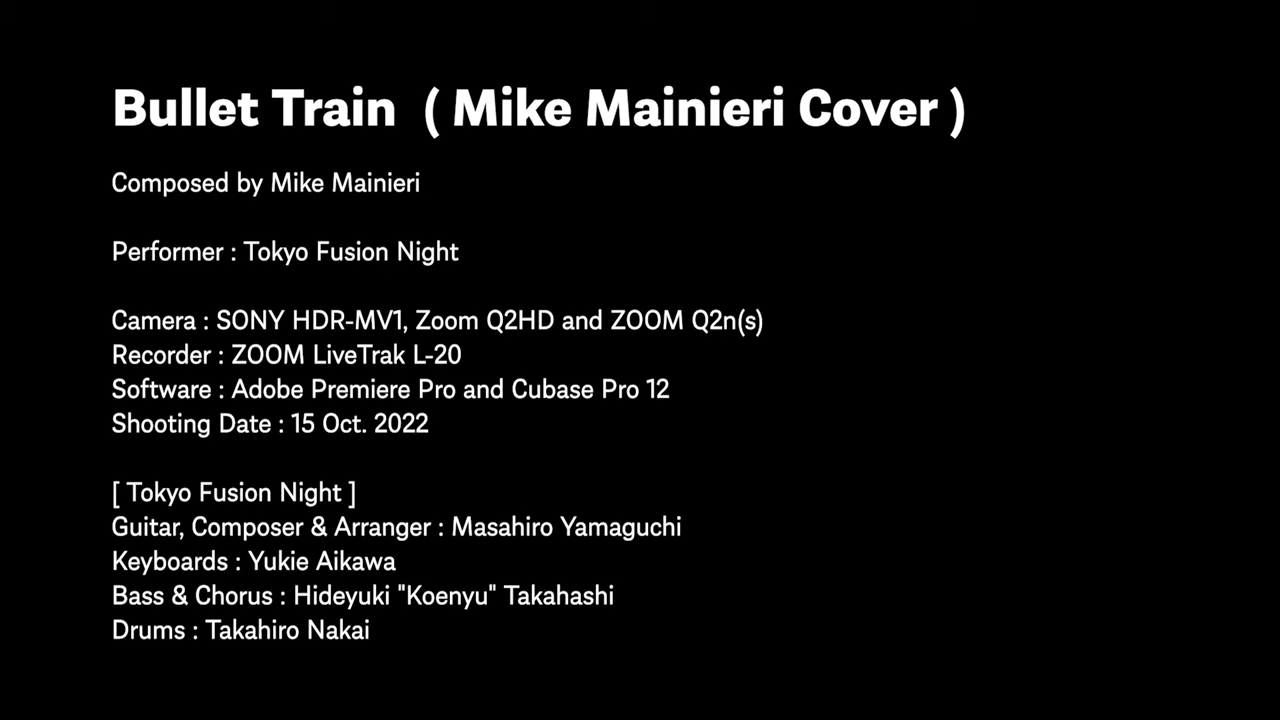 Bullet Train ( Mike Mainieri Cover )
Composed by Mike Mainieri
Performer : Tokyo Fusion Night
Camera : SONY HDR-MV1, Zoom Q2HD and ZOOM Q2n(s)
Recorder : ZOOM LiveTrak L-20
Software : Adobe Premiere Pro and Cubase Pro 12
Shooting Date : 15 Oct. 2022
[ Tokyo Fusion Night ]
Guitar, Composer & Arranger : Masahiro Yamaguchi
Keyboards : Yukie Aikawa
Bass & Chorus : Hideyuki "Koenyu" Takahashi
Drums : Takahiro Nakai